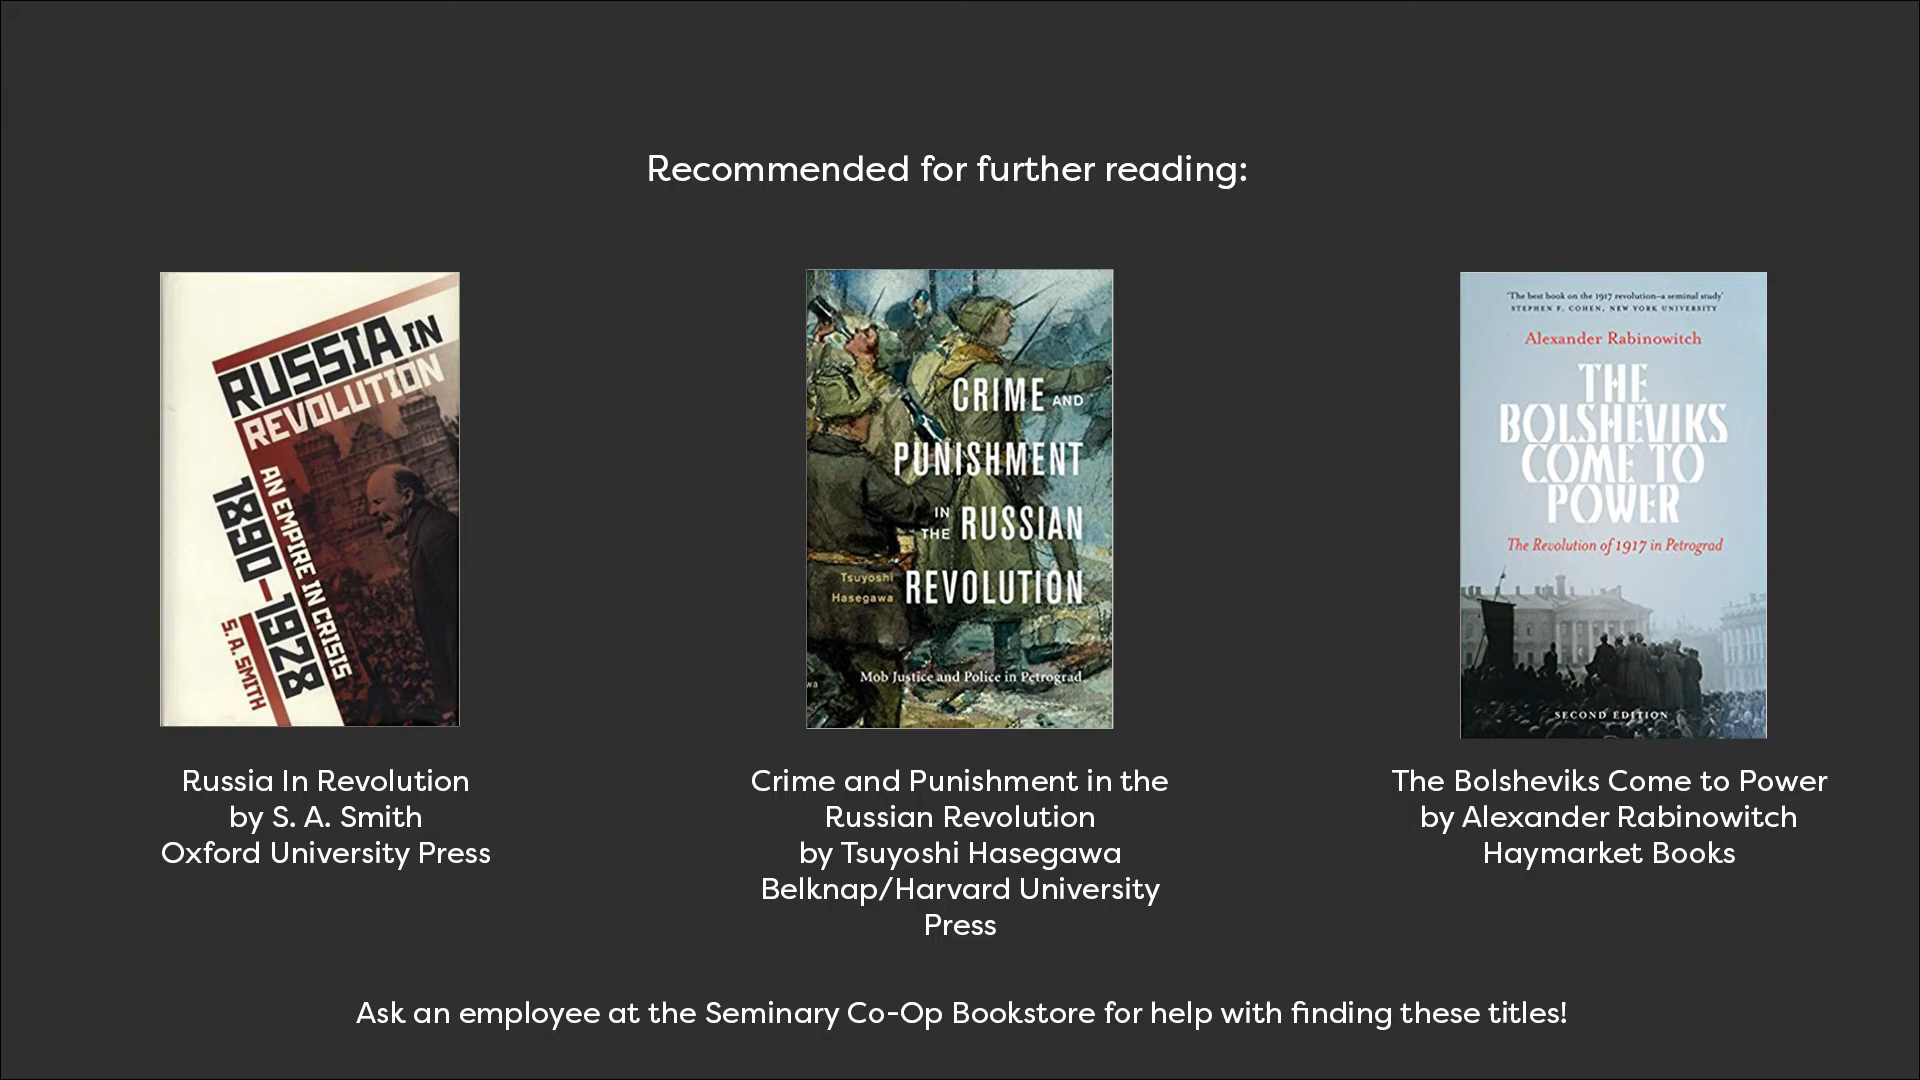 Recommended for further reading:
RUSSIA IN
REVOLUTION
AN EMPIRE IN CRISIS
1890–1928
S. A. SMITH
CRIME AND
PUNISHMENT
IN
THE RUSSIAN
REVOLUTION
Tsuyoshi
Hasegawa
Mob Justice and Police in Petrograd
wa
'The best book on the 1917 revolution–a seminal study'
STEPHEN F. COHEN, NEW YORK UNIVERSITY
Alexander Rabinowitch
THE
BOLSHEVIKS
COME TO
POWER
The Revolution of 1917 in Petrograd
SECOND EDITION
Russia In Revolution
by S. A. Smith
Oxford University Press
Crime and Punishment in the
Russian Revolution
by Tsuyoshi Hasegawa
Belknap/Harvard University
Press
The Bolsheviks Come to Power
by Alexander Rabinowitch
Haymarket Books
Ask an employee at the Seminary Co-Op Bookstore for help with finding these titles!